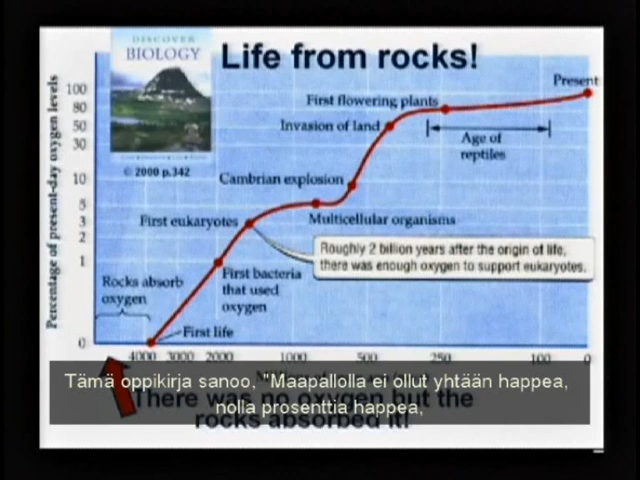 DISCOVER
BIOLOGY
Life from rocks!
© 2000 p.342
Percentage of present-day oxygen levels
100
80
50
30
10
5
3
2
1
0
Present
First flowering plants
Invasion of land
Age of
reptiles
Cambrian explosion
First eukaryotes
Multicellular organisms
Roughly 2 billion years after the origin of life,
there was enough oxygen to support eukaryotes.
Rocks absorb
oxygen
First bacteria
that used
oxygen
First life
4000 3000 2000 1000 500 250 100 0
Tämä oppikirja sanoo, "Maapallolla ei ollut yhtään happea,
nolla prosenttia happea,
There was no oxygen but the
rocks absorbed it!